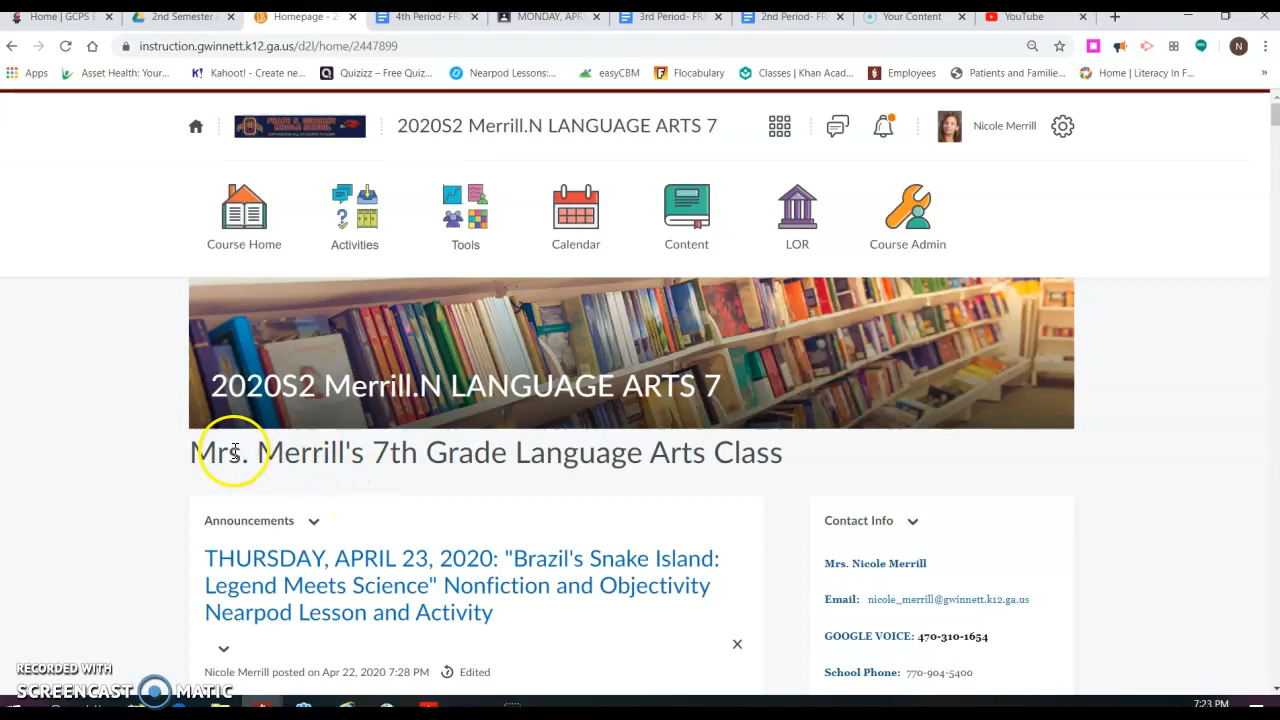 Home | GCPS E
2nd Semester A
Homepage - 2
4th Period- FRI
MONDAY, APRI
3rd Period- FRI
2nd Period- FRI
Your Content
YouTube
instruction.gwinnett.k12.ga.us/d2l/home/2447899
N
Apps
Asset Health: Your...
Kahoot! - Create ne...
Quizizz – Free Quiz...
Nearpod Lessons:...
easyCBM
Flocabulary
Classes | Khan Acad...
Employees
Patients and Familie...
Home | Literacy In F...
»
2020S2 Merrill.N LANGUAGE ARTS 7
Nicole Merrill
Course Home
Activities
Tools
Calendar
Content
LOR
Course Admin
2020S2 Merrill.N LANGUAGE ARTS 7
Mrs. Merrill's 7th Grade Language Arts Class
Announcements
THURSDAY, APRIL 23, 2020: "Brazil's Snake Island:
Legend Meets Science" Nonfiction and Objectivity
Nearpod Lesson and Activity
Nicole Merrill posted on Apr 22, 2020 7:28 PM
Edited
Contact Info
Mrs. Nicole Merrill
Email: nicole_merrill@gwinnett.k12.ga.us
GOOGLE VOICE: 470-310-1654
School Phone: 770-904-5400
RECORDED WITH
SCREENCAST MATIC
7:23 PM